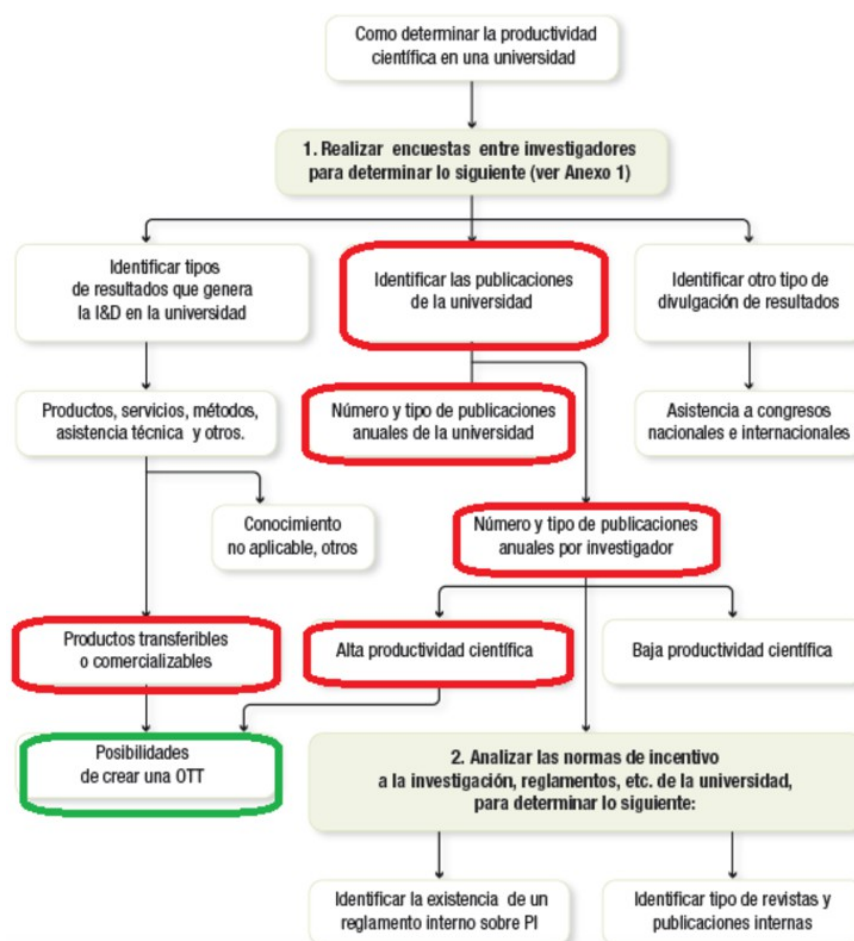 Como determinar la productividad
científica en una universidad
1. Realizar encuestas entre investigadores
para determinar lo siguiente (ver Anexo 1)
Identificar tipos
de resultados que genera
la I&D en la universidad
Identificar las publicaciones
de la universidad
Identificar otro tipo de
divulgación de resultados
Productos, servicios, métodos,
asistencia técnica y otros.
Número y tipo de publicaciones
anuales de la universidad
Asistencia a congresos
nacionales e internacionales
Conocimiento
no aplicable, otros
Número y tipo de publicaciones
anuales por investigador
Productos transferibles
o comercializables
Alta productividad científica
Baja productividad científica
Posibilidades
de crear una OTT
2. Analizar las normas de incentivo
a la investigación, reglamentos, etc. de la universidad,
para determinar lo siguiente:
Identificar la existencia de un
reglamento interno sobre PI
Identificar tipo de revistas y
publicaciones internas